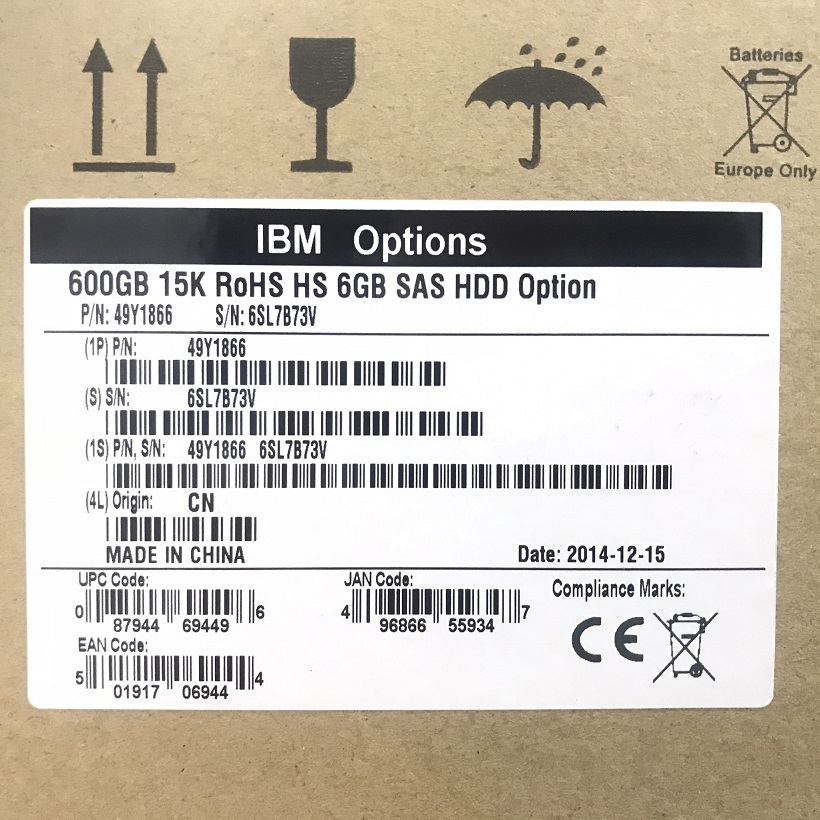 Batteries
Europe Only
IBM Options
600GB 15K RoHS HS 6GB SAS HDD Option
P/N: 49Y1866 S/N: 6SL7B73V
(1P) P/N: 49Y1866
(S) S/N: 6SL7B73V
(1S) P/N, S/N: 49Y1866 6SL7B73V
(4L) Origin: CN
MADE IN CHINA Date: 2014-12-15
UPC Code: JAN Code: Compliance Marks:
0 87944 69449 6 4 96866 55934 7
CE
EAN Code:
5 01917 06944 4